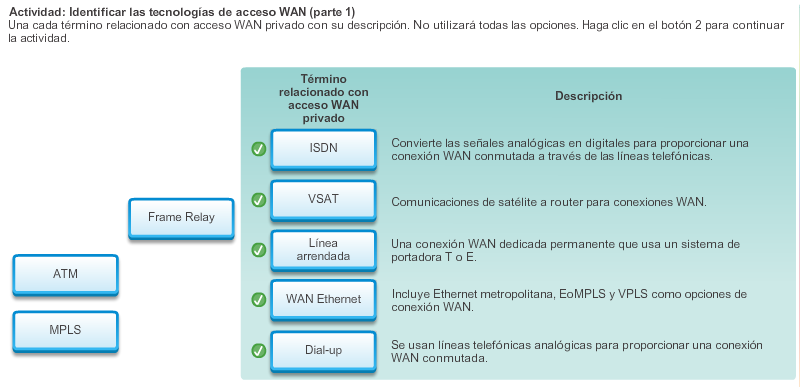 Actividad: Identificar las tecnologías de acceso WAN (parte 1)
Una cada término relacionado con acceso WAN privado con su descripción. No utilizará todas las opciones. Haga clic en el botón 2 para continuar
la actividad.
Término
relacionado con
acceso WAN
privado
Descripción
ISDN
Convierte las señales analógicas en digitales para proporcionar una
conexión WAN conmutada a través de las líneas telefónicas.
VSAT
Comunicaciones de satélite a router para conexiones WAN.
Frame Relay
Línea
arrendada
Una conexión WAN dedicada permanente que usa un sistema de
portadora T o E.
ATM
WAN Ethernet
Incluye Ethernet metropolitana, EoMPLS y VPLS como opciones de
conexión WAN.
MPLS
Dial-up
Se usan líneas telefónicas analógicas para proporcionar una conexión
WAN conmutada.